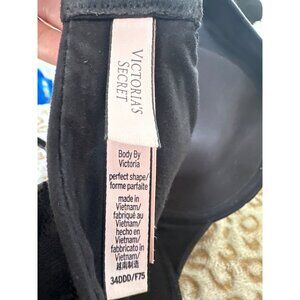 VICTORIA'S
SECRET
Body By
Victoria
perfect shape/
forme parfaite
made in
Vietnam/
fabriqué au
Vietnam/
hecho en
Vietnam/
fabbricato in
Vietnam/
越南制造
34DDD/F75